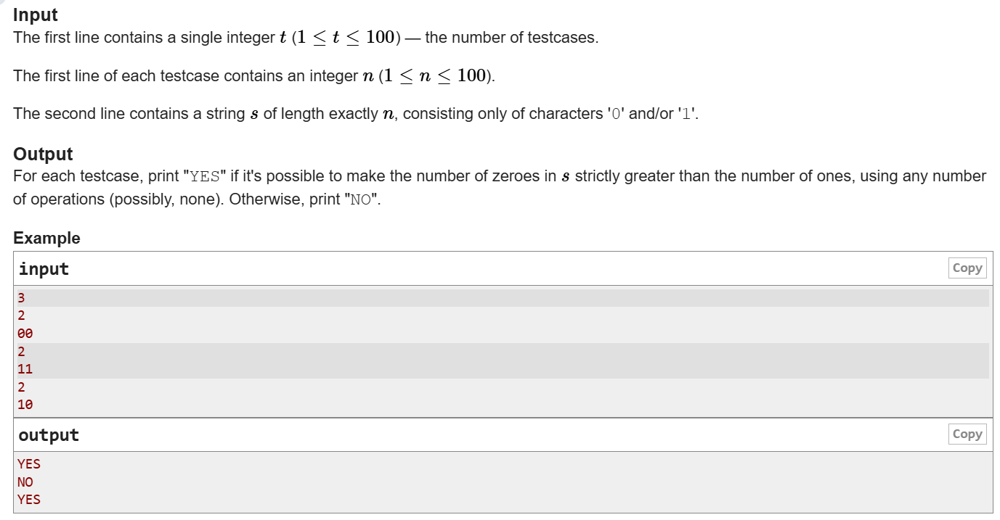 Input
The first line contains a single integer t (1 ≤ t ≤ 100) — the number of testcases.
The first line of each testcase contains an integer n (1 ≤ n ≤ 100).
The second line contains a string s of length exactly n, consisting only of characters '0' and/or '1'.
Output
For each testcase, print "YES" if it's possible to make the number of zeroes in s strictly greater than the number of ones, using any number
of operations (possibly, none). Otherwise, print "NO".
Example
input Copy
3
2
00
2
11
2
10
output Copy
YES
NO
YES